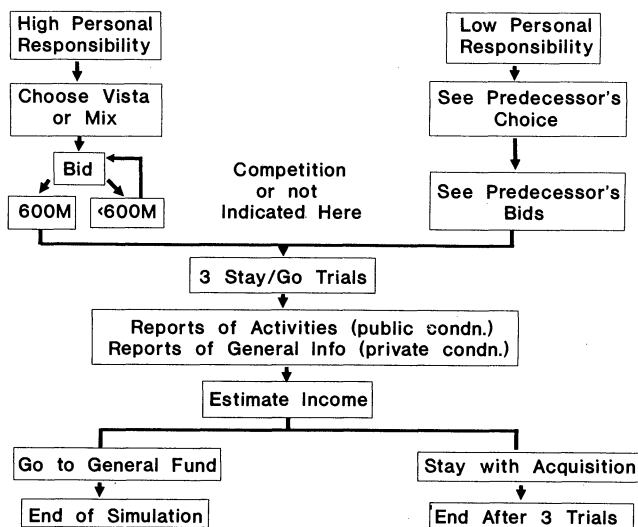 High Personal
Responsibility
Low Personal
Responsibility
Choose Vista
or Mix
See Predecessor's
Choice
Bid
600M
<600M
Competition
or not
Indicated Here
See Predecessor's
Bids
3 Stay/Go Trials
Reports of Activities (public condn.)
Reports of General Info (private condn.)
Estimate Income
Go to General Fund
Stay with Acquisition
End of Simulation
End After 3 Trials